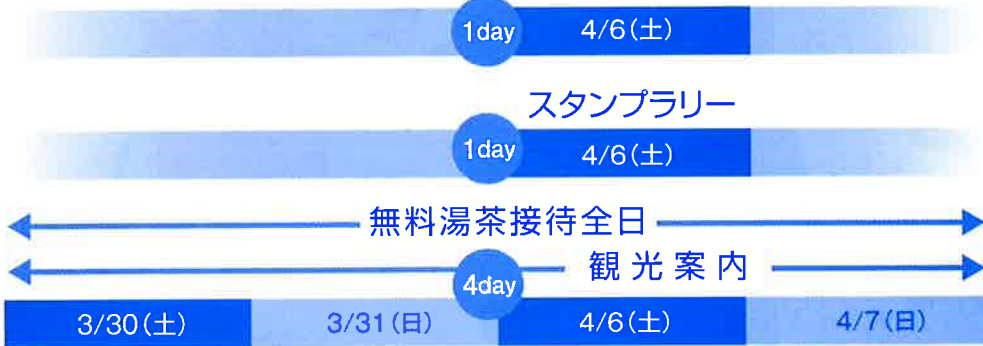 1day 4/6(土)
スタンプラリー
1day 4/6(土)
無料湯茶接待全日
観光案内
4day
3/30(土) 3/31(日) 4/6(土) 4/7(日)